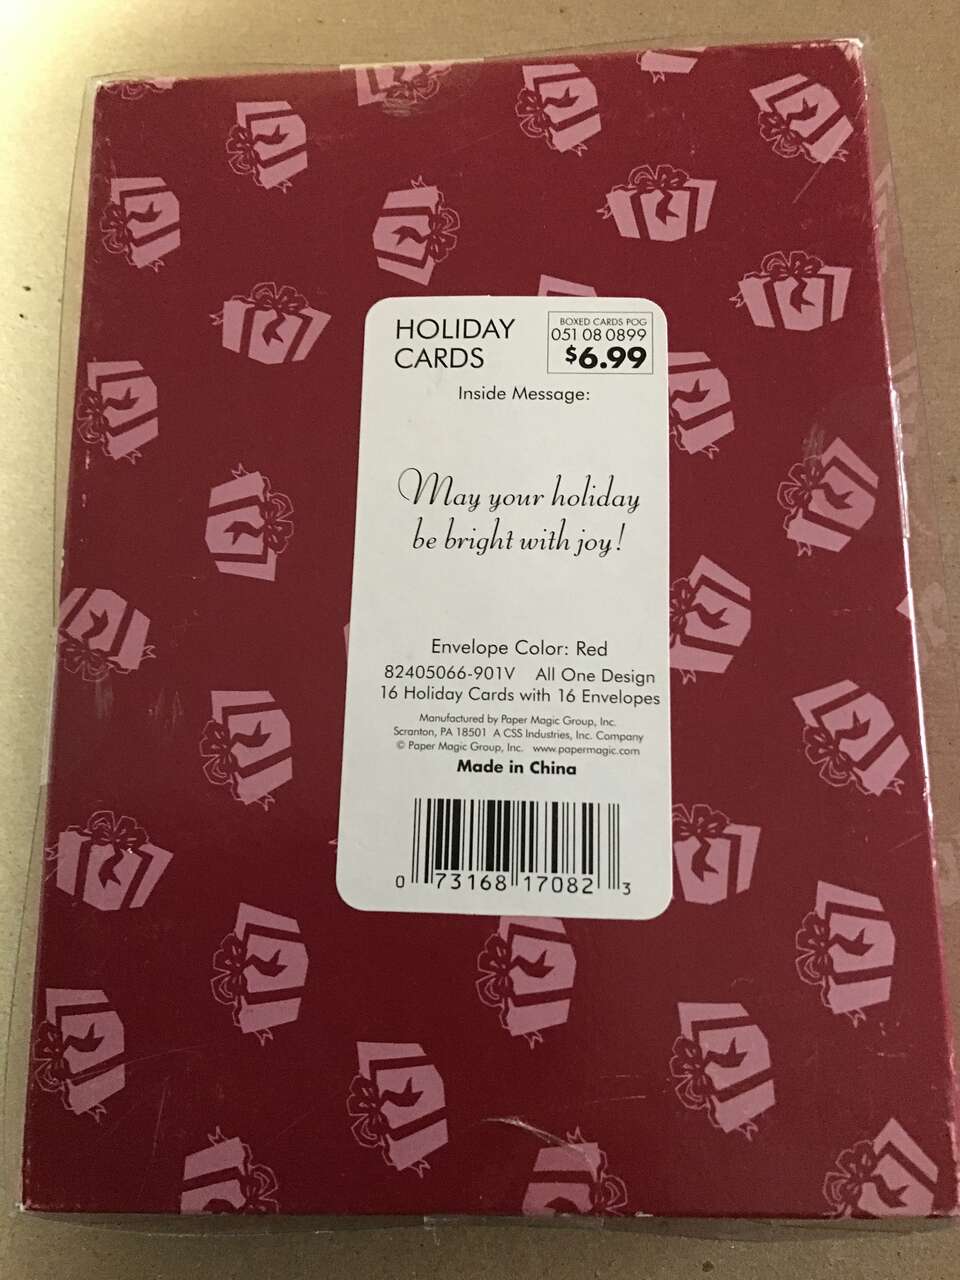 HOLIDAY
CARDS
BOXED CARDS POG
051 08 0899
$6.99
Inside Message:
May your holiday
be bright with joy!
Envelope Color: Red
82405066-901V All One Design
16 Holiday Cards with 16 Envelopes
Manufactured by Paper Magic Group, Inc.
Scranton, PA 18501 A CSS Industries, Inc. Company
© Paper Magic Group, Inc. www.papermagic.com
Made in China
0 73168 17082 3